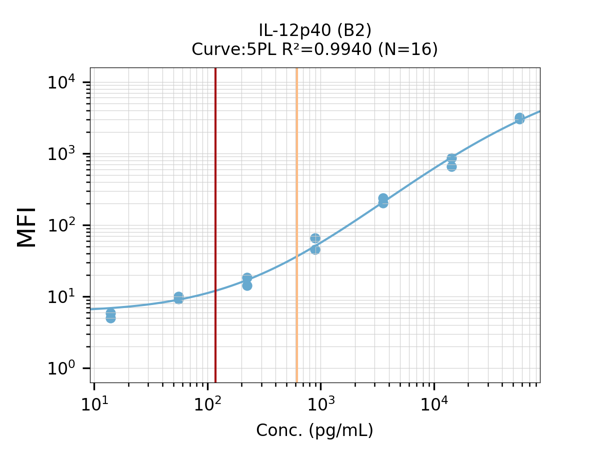 IL-12p40 (B2)
Curve:5PL R²=0.9940 (N=16)
MFI
10⁴
10³
10²
10¹
10⁰
10¹ 10² 10³ 10⁴
Conc. (pg/mL)